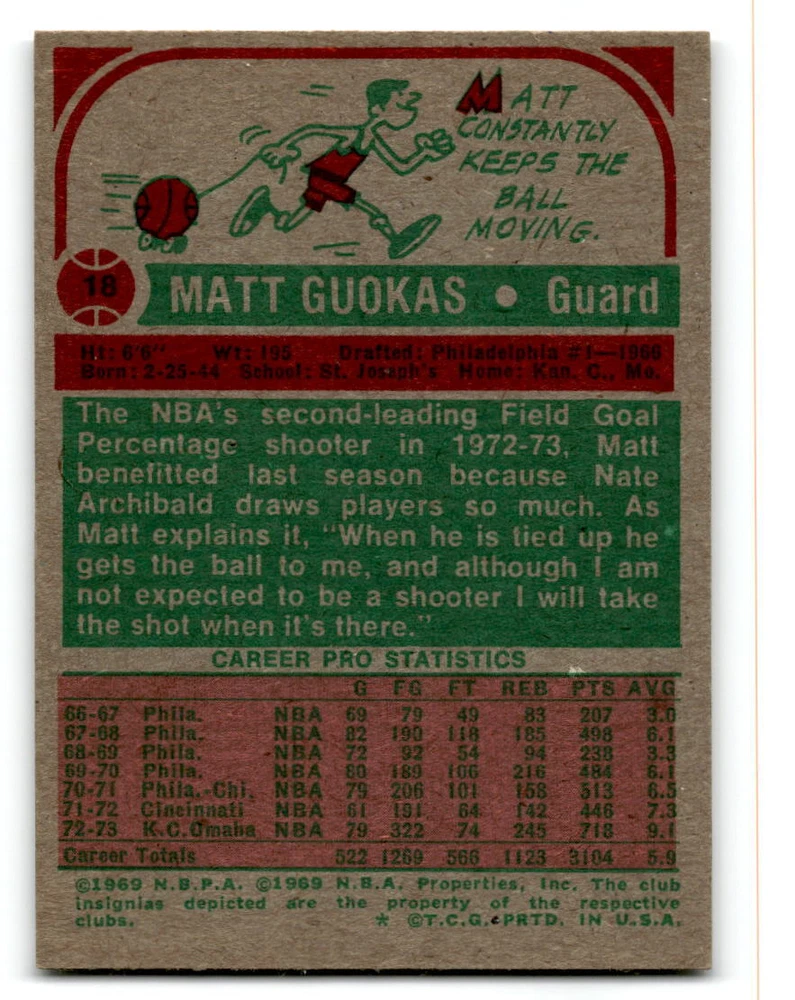 MATT
CONSTANTLY
KEEPS THE
BALL
MOVING.
18 MATT GUOKAS • Guard
Ht: 6'6" Wt: 195 Drafted: Philadelphia #1—1966
Born: 2-25-44 School: St. Joseph's Home: Kan. C., Mo.
The NBA's second-leading Field Goal
Percentage shooter in 1972-73, Matt
benefitted last season because Nate
Archibald draws players so much. As
Matt explains it, "When he is tied up he
gets the ball to me, and although I am
not expected to be a shooter I will take
the shot when it's there."
CAREER PRO STATISTICS
G FG FT REB PTS AVG
66-67 Phila. NBA 69 79 49 83 207 3.0
67-68 Phila. NBA 82 190 118 185 498 6.1
68-69 Phila. NBA 72 92 54 94 238 3.3
69-70 Phila. NBA 80 189 106 216 484 6.1
70-71 Phila.-Chi. NBA 79 206 101 158 513 6.5
71-72 Cincinnati NBA 61 191 64 142 446 7.3
72-73 K.C.Omaha NBA 79 322 74 245 718 9.1
Career Totals 522 1269 566 1123 3104 5.9
©1969 N.B.P.A. ©1969 N.B.A. Properties, Inc. The club
insignias depicted are the property of the respective
clubs. * ©T.C.G. PRTD. IN U.S.A.